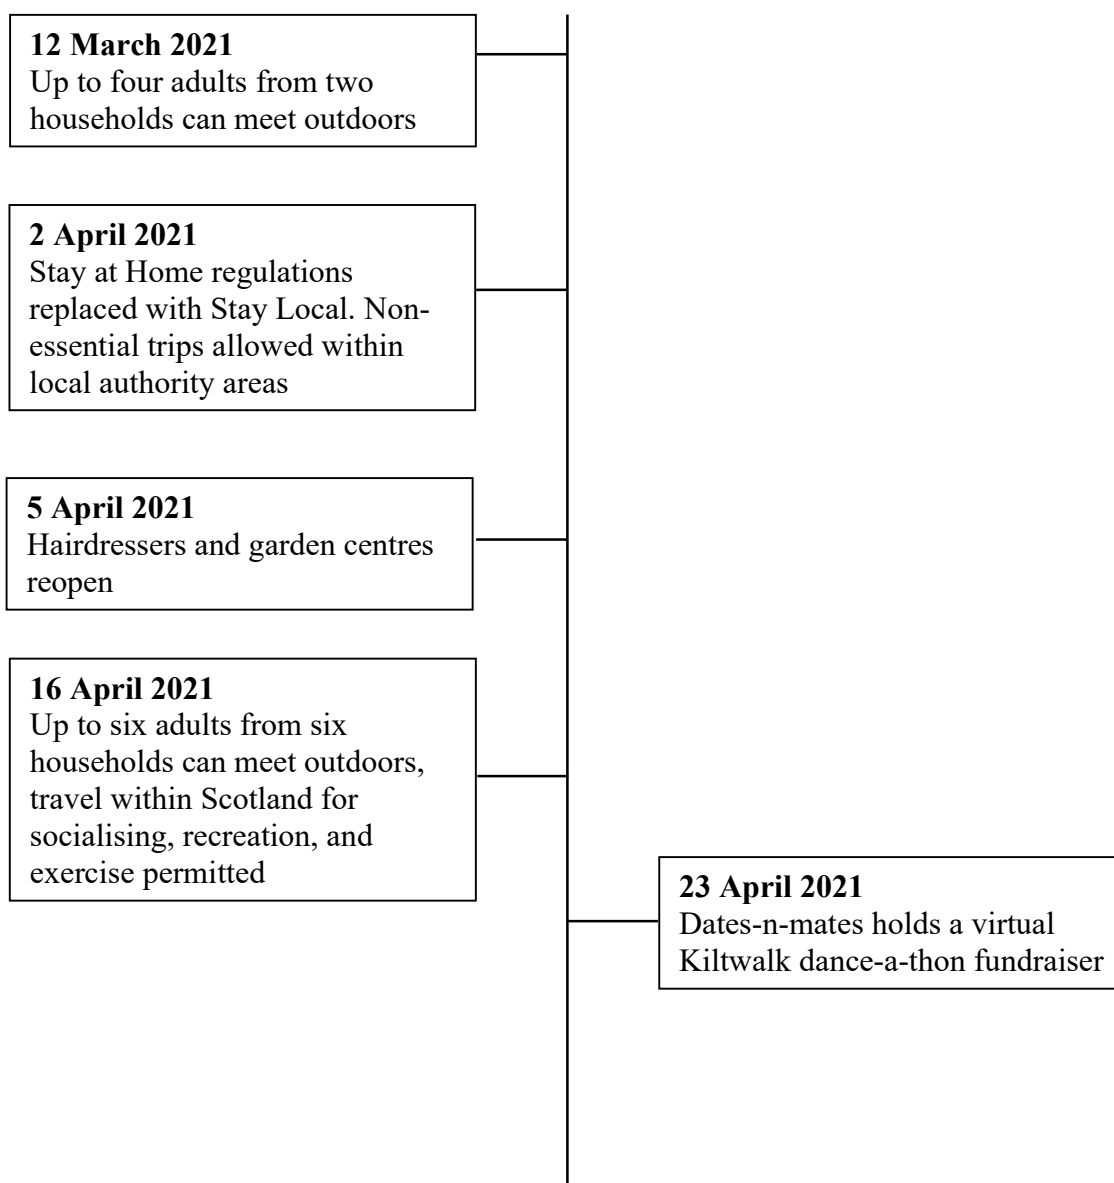 12 March 2021
Up to four adults from two
households can meet outdoors
2 April 2021
Stay at Home regulations
replaced with Stay Local. Non-
essential trips allowed within
local authority areas
5 April 2021
Hairdressers and garden centres
reopen
16 April 2021
Up to six adults from six
households can meet outdoors,
travel within Scotland for
socialising, recreation, and
exercise permitted
23 April 2021
Dates-n-mates holds a virtual
Kiltwalk dance-a-thon fundraiser